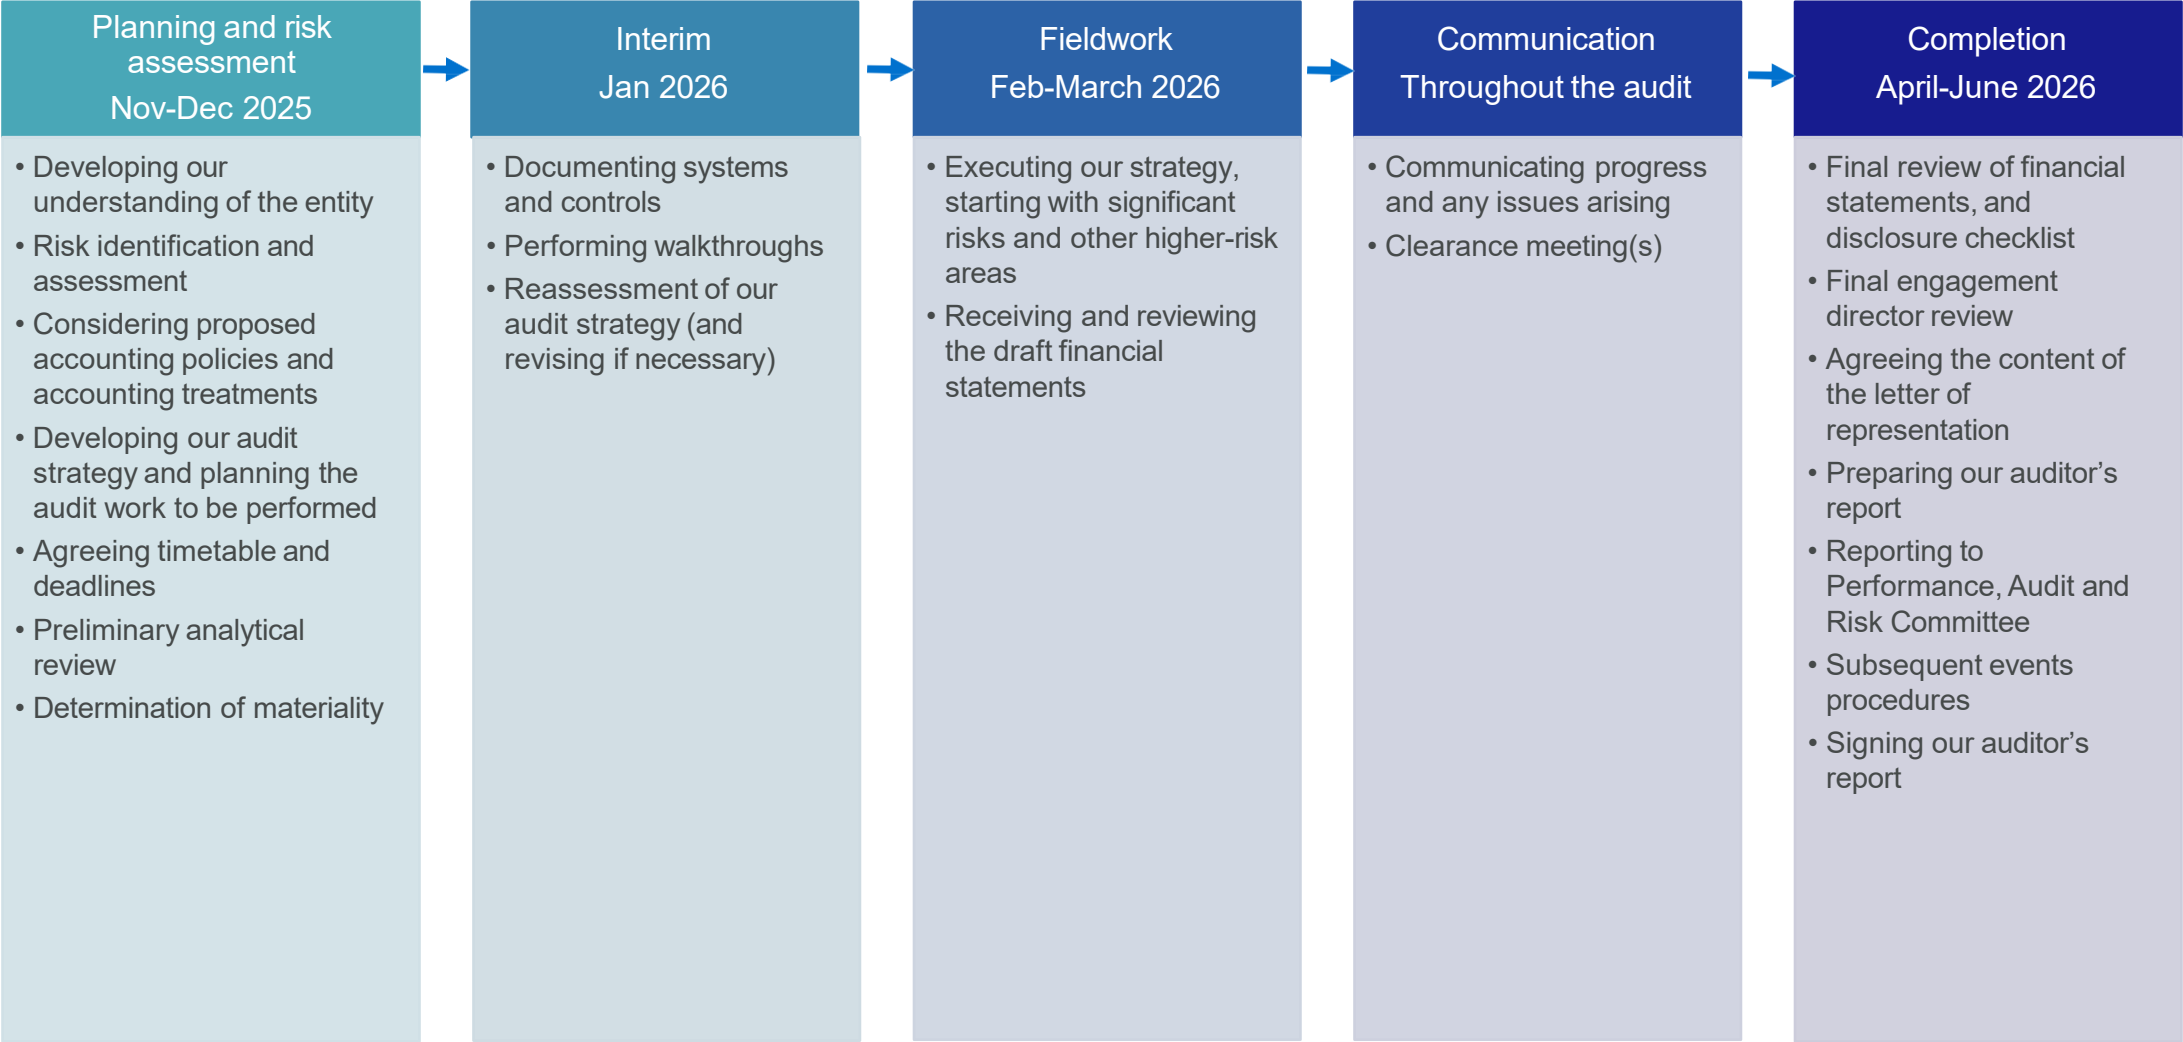 Planning and risk
assessment
Nov-Dec 2025
• Developing our
understanding of the entity
• Risk identification and
assessment
• Considering proposed
accounting policies and
accounting treatments
• Developing our audit
strategy and planning the
audit work to be performed
• Agreeing timetable and
deadlines
• Preliminary analytical
review
• Determination of materiality
Interim
Jan 2026
• Documenting systems
and controls
• Performing walkthroughs
• Reassessment of our
audit strategy (and
revising if necessary)
Fieldwork
Feb-March 2026
• Executing our strategy,
starting with significant
risks and other higher-risk
areas
• Receiving and reviewing
the draft financial
statements
Communication
Throughout the audit
• Communicating progress
and any issues arising
• Clearance meeting(s)
Completion
April-June 2026
• Final review of financial
statements, and
disclosure checklist
• Final engagement
director review
• Agreeing the content of
the letter of
representation
• Preparing our auditor’s
report
• Reporting to
Performance, Audit and
Risk Committee
• Subsequent events
procedures
• Signing our auditor’s
report